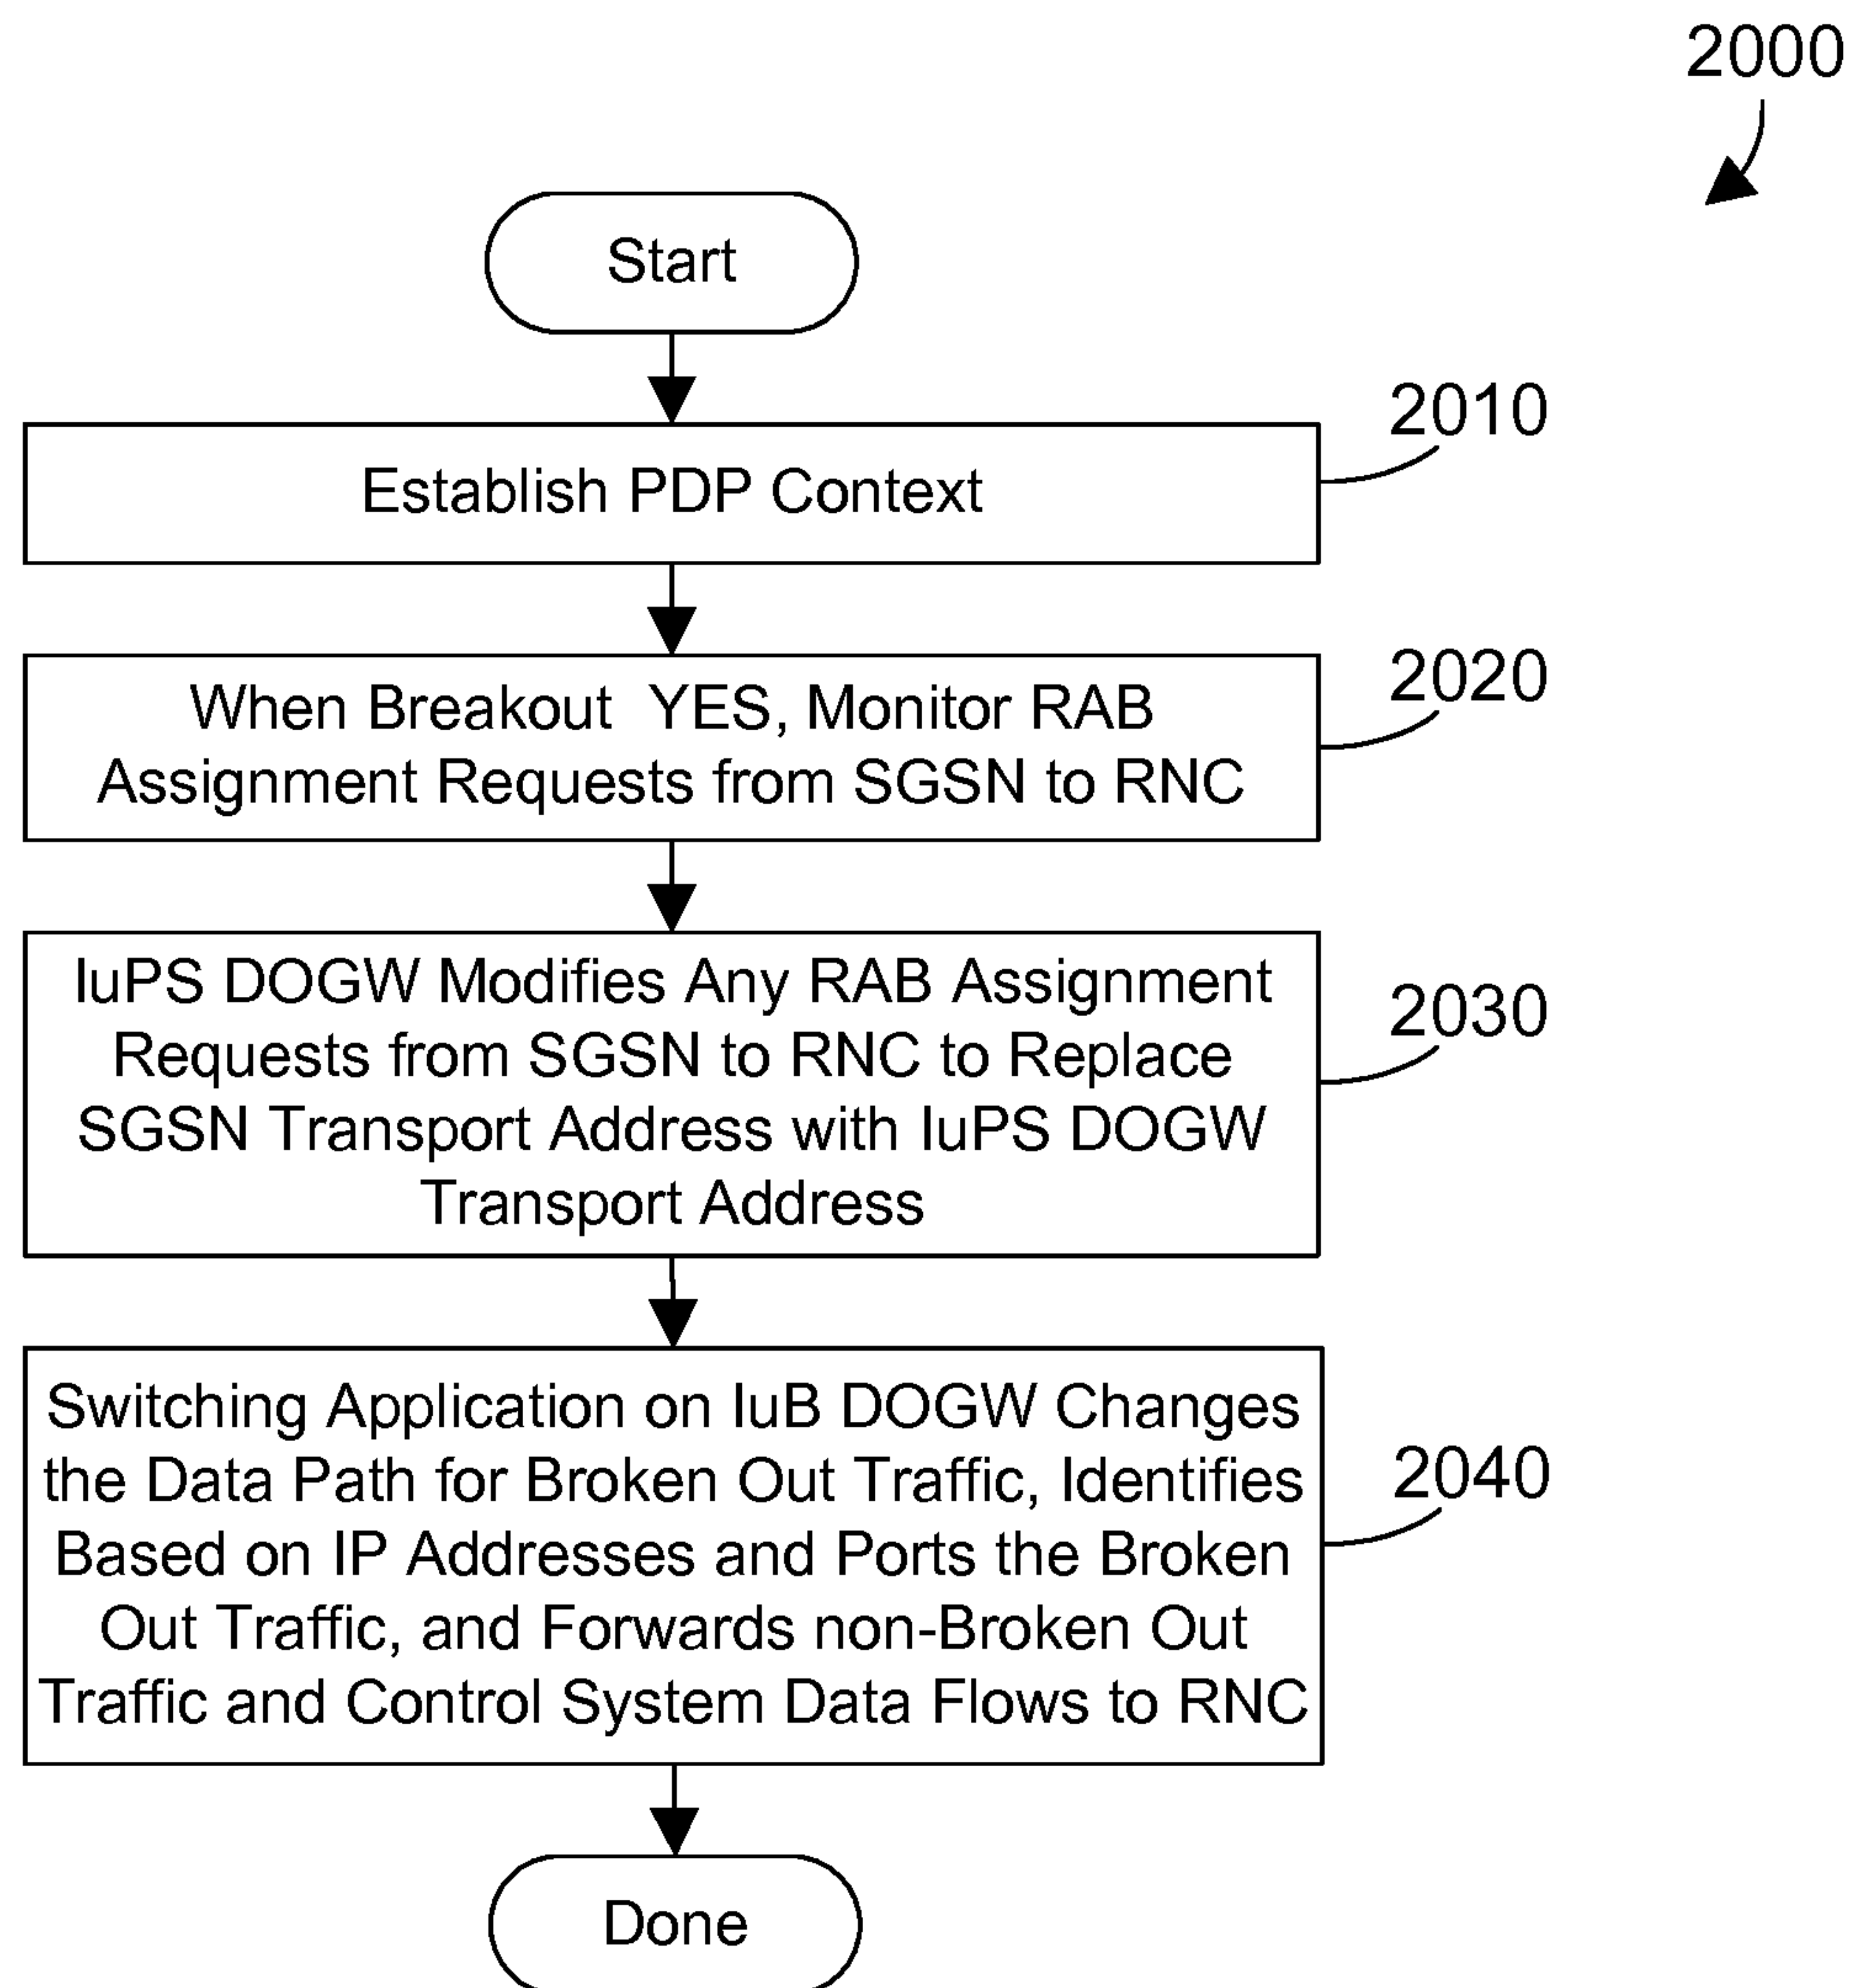 2000
Start
2010
Establish PDP Context
2020
When Breakout YES, Monitor RAB
Assignment Requests from SGSN to RNC
2030
IuPS DOGW Modifies Any RAB Assignment
Requests from SGSN to RNC to Replace
SGSN Transport Address with IuPS DOGW
Transport Address
2040
Switching Application on IuB DOGW Changes
the Data Path for Broken Out Traffic, Identifies
Based on IP Addresses and Ports the Broken
Out Traffic, and Forwards non-Broken Out
Traffic and Control System Data Flows to RNC
Done